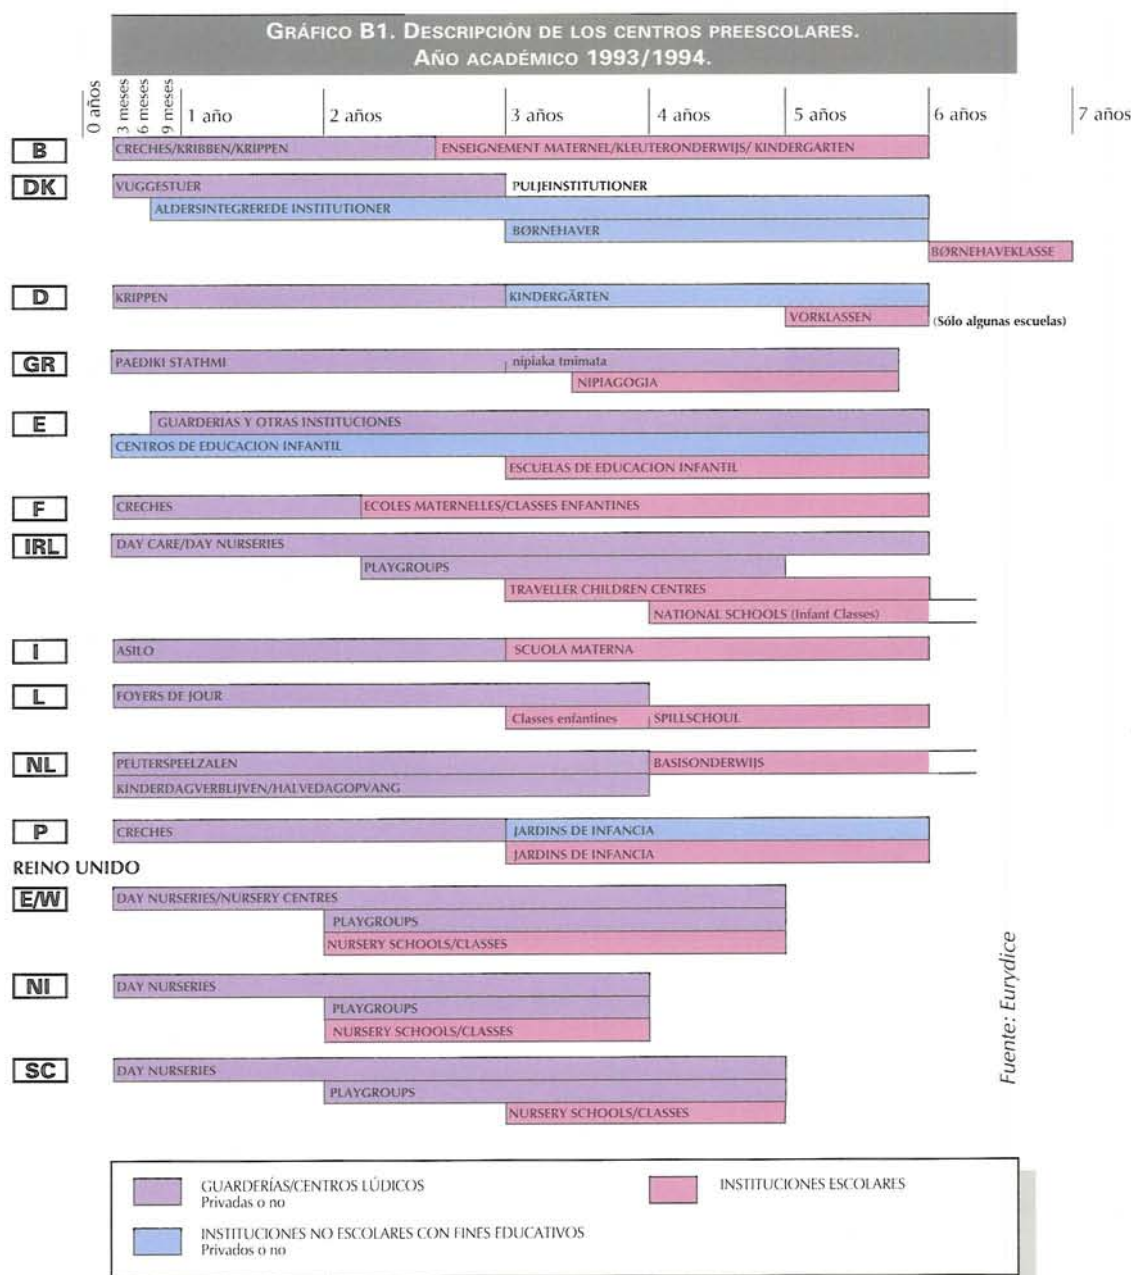 GRÁFICO B1. DESCRIPCIÓN DE LOS CENTROS PREESCOLARES.
AÑO ACADÉMICO 1993/1994.
0 años
3 meses
6 meses
9 meses
1 año
2 años
3 años
4 años
5 años
6 años
7 años
B
CRECHES/KRIBBEN/KRIPPEN
ENSEIGNEMENT MATERNEL/KLEUTERONDERWIJS/ KINDERGARTEN
DK
VUGGESTUER
PULJEINSTITUTIONER
ALDERSINTEGREREDE INSTITUTIONER
BØRNEHAVER
BØRNEHAVEKLASSE
D
KRIPPEN
KINDERGÄRTEN
VORKLASSEN
(Sólo algunas escuelas)
GR
PAEDIKI STATHMI
nipiaka tmimata
NIPIAGOGIA
E
GUARDERIAS Y OTRAS INSTITUCIONES
CENTROS DE EDUCACION INFANTIL
ESCUELAS DE EDUCACION INFANTIL
F
CRECHES
ECOLES MATERNELLES/CLASSES ENFANTINES
IRL
DAY CARE/DAY NURSERIES
PLAYGROUPS
TRAVELLER CHILDREN CENTRES
NATIONAL SCHOOLS (Infant Classes)
I
ASILO
SCUOLA MATERNA
L
FOYERS DE JOUR
Classes enfantines
SPILLSCHOUL
NL
PEUTERSPEELZALEN
BASISONDERWIJS
KINDERDAGVERBLIJVEN/HALVEDAGOPVANG
P
CRECHES
JARDINS DE INFANCIA
JARDINS DE INFANCIA
REINO UNIDO
E/W
DAY NURSERIES/NURSERY CENTRES
PLAYGROUPS
NURSERY SCHOOLS/CLASSES
NI
DAY NURSERIES
PLAYGROUPS
NURSERY SCHOOLS/CLASSES
SC
DAY NURSERIES
PLAYGROUPS
NURSERY SCHOOLS/CLASSES
Fuente: Eurydice
GUARDERÍAS/CENTROS LÚDICOS
Privadas o no
INSTITUCIONES ESCOLARES
INSTITUCIONES NO ESCOLARES CON FINES EDUCATIVOS
Privados o no